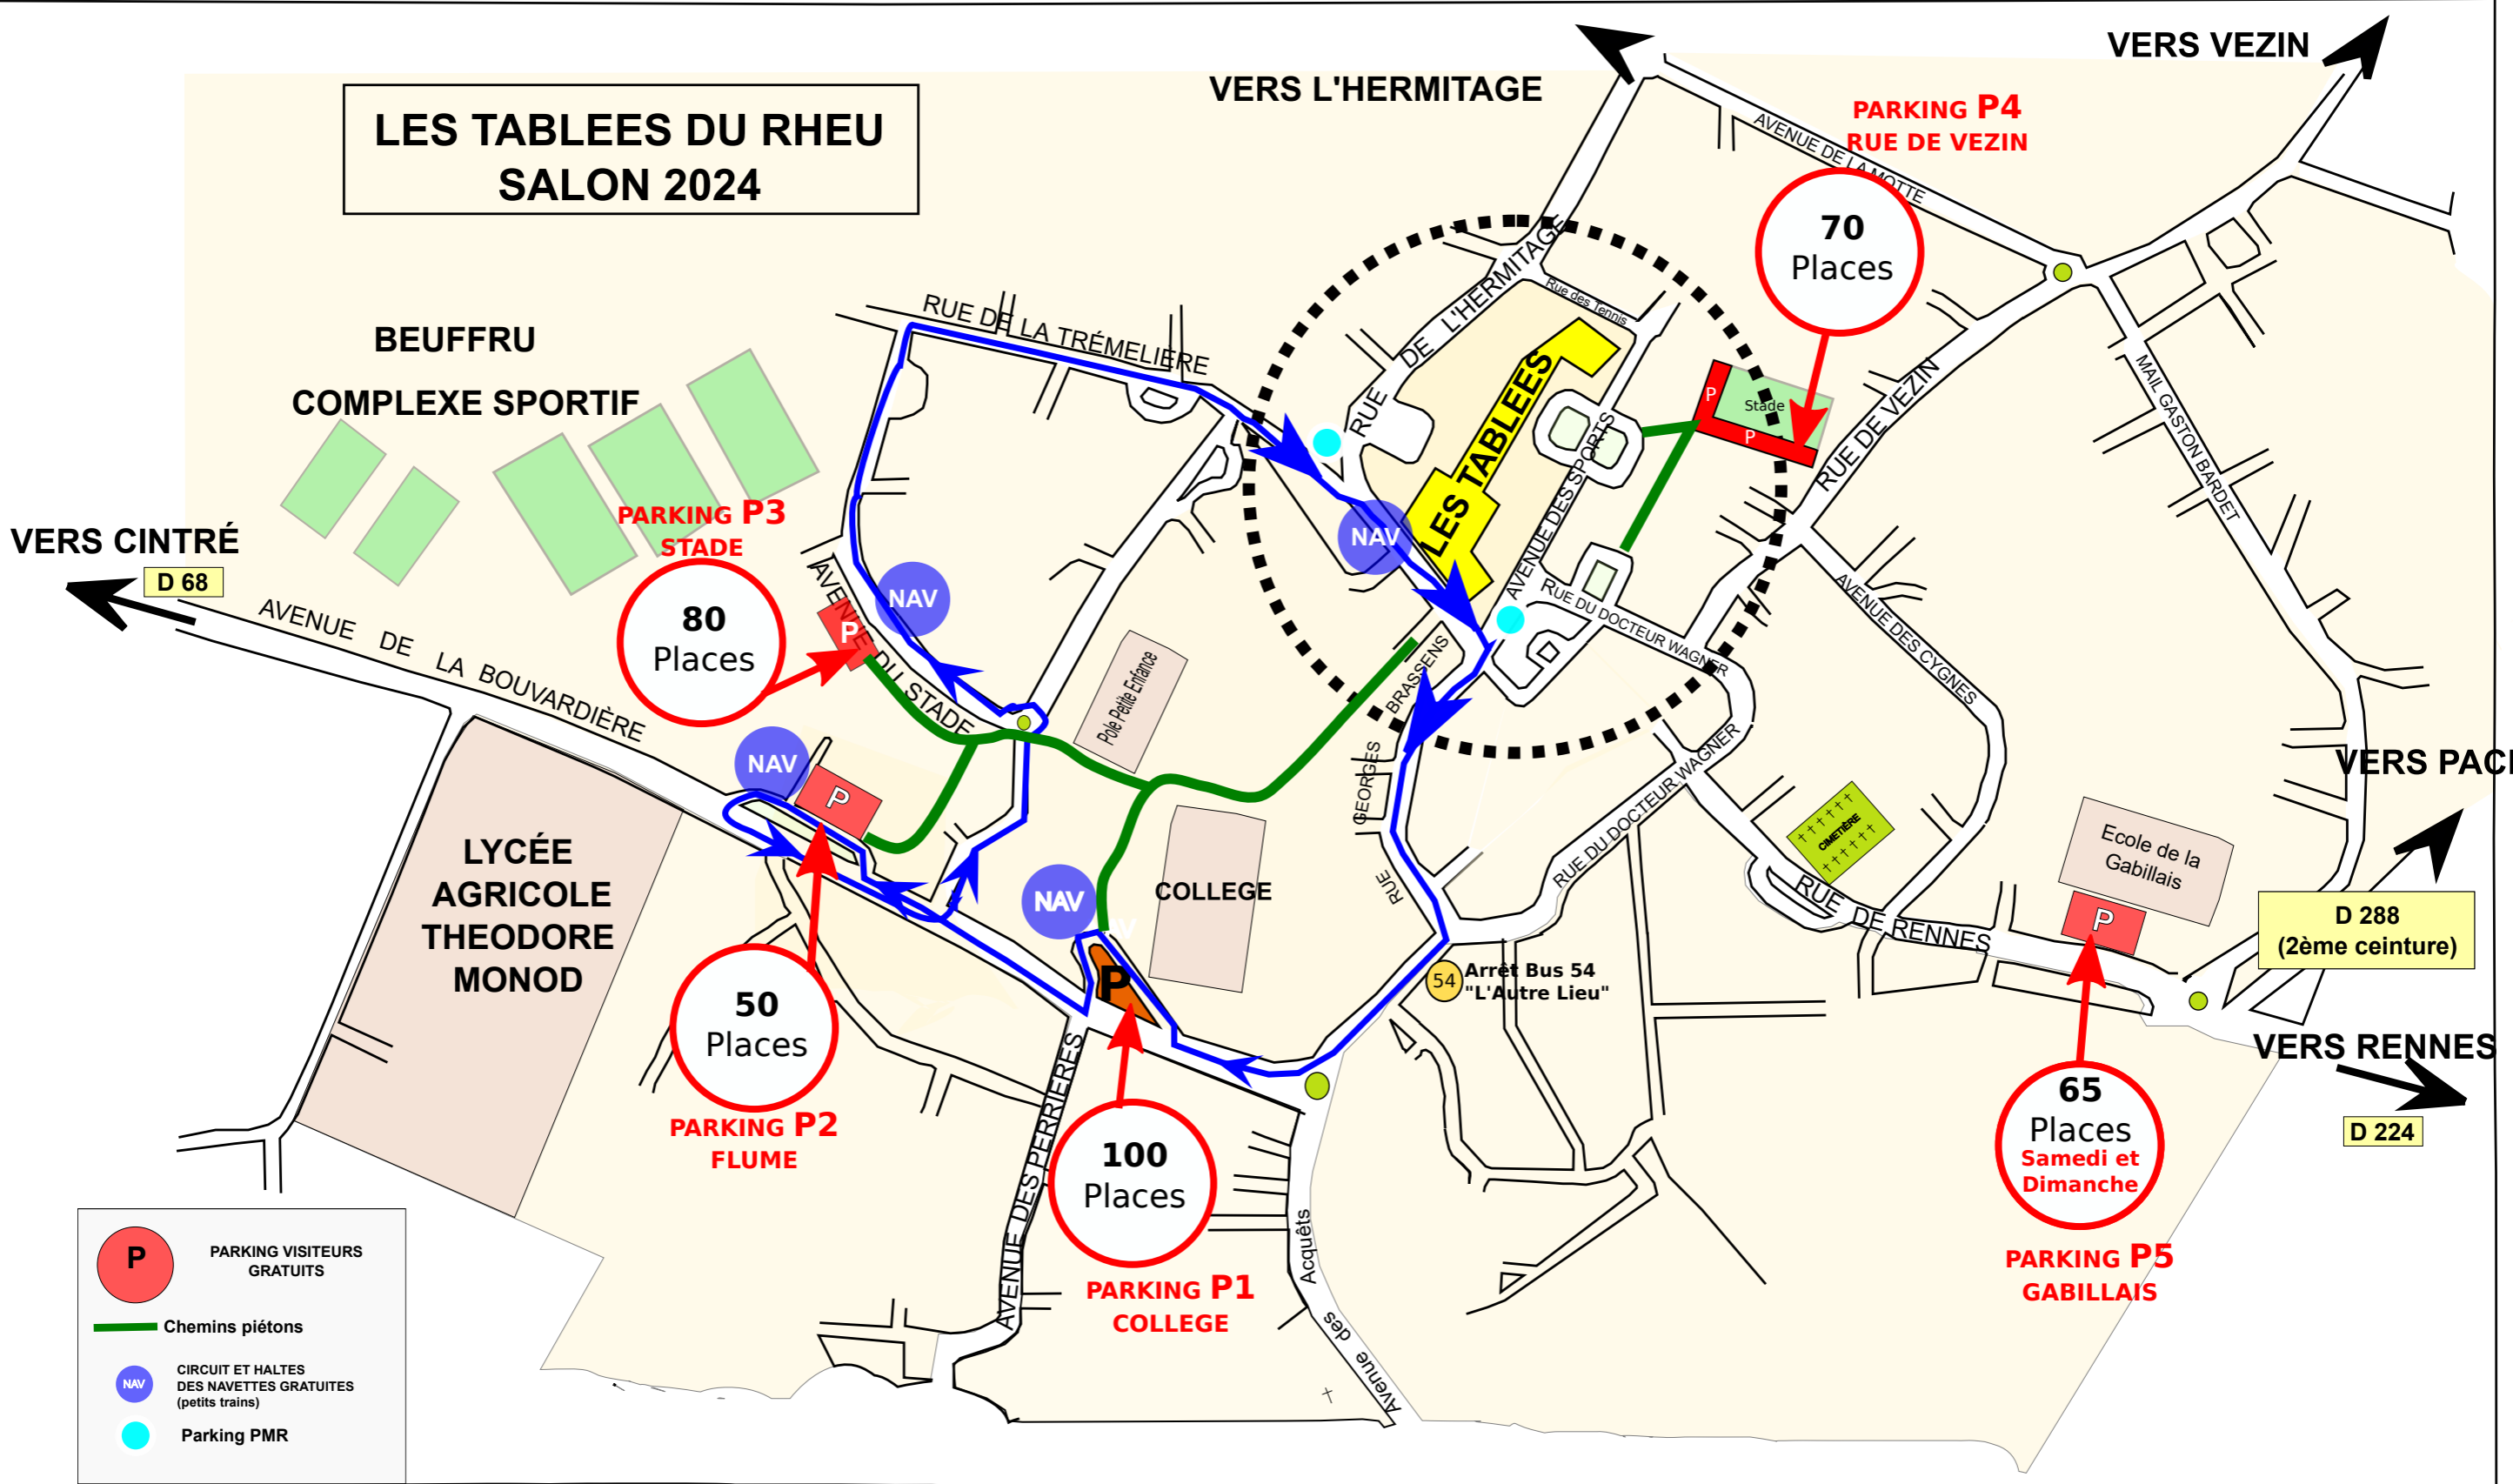 VERS VEZIN
VERS L'HERMITAGE
LES TABLEES DU RHEU
SALON 2024
PARKING P4
RUE DE VEZIN
AVENUE DE LA MOTTE
70
Places
RUE DE L'HERMITAGE
Rue des Tennis
RUE DE LA TRÉMELIÈRE
BEUFFRU
COMPLEXE SPORTIF
LES TABLEES
P
Stade
P
RUE DE VEZIN
MAIL GASTON BARDET
AVENUE DES SPORTS
PARKING P3
STADE
80
Places
VERS CINTRÉ
D 68
NAV
NAV
P
AVENUE DU STADE
AVENUE DE LA BOUVARDIÈRE
RUE DU DOCTEUR WAGNER
AVENUE DES CYGNES
Pole Petite Enfance
RUE GEORGES BRASSENS
NAV
P
RUE DU DOCTEUR WAGNER
VERS PACE
CIMETIÈRE
Ecole de la
Gabillais
P
LYCÉE
AGRICOLE
THEODORE
MONOD
NAV
COLLEGE
P
RUE DE RENNES
D 288
(2ème ceinture)
54
Arrêt Bus 54
"L'Autre Lieu"
50
Places
PARKING P2
FLUME
AVENUE DES PERRIERES
100
Places
PARKING P1
COLLEGE
VERS RENNES
D 224
65
Places
Samedi et
Dimanche
PARKING P5
GABILLAIS
Avenue des Acquêts
P
PARKING VISITEURS
GRATUITS
Chemins piétons
NAV
CIRCUIT ET HALTES
DES NAVETTES GRATUITES
(petits trains)
Parking PMR